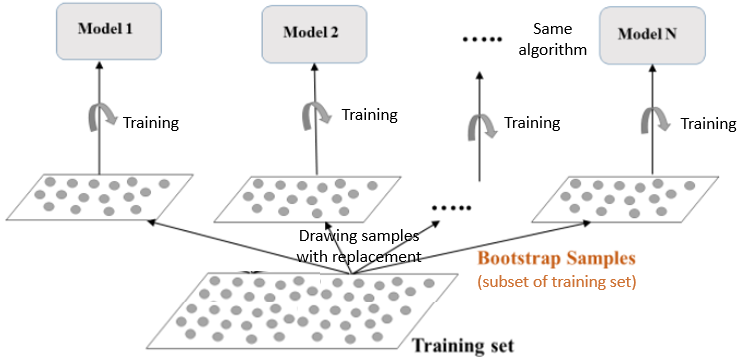 Model 1
Model 2
.....
Same
algorithm
Model N
Training
Training
Training
Training
.....
Drawing samples
with replacement
Bootstrap Samples
(subset of training set)
Training set